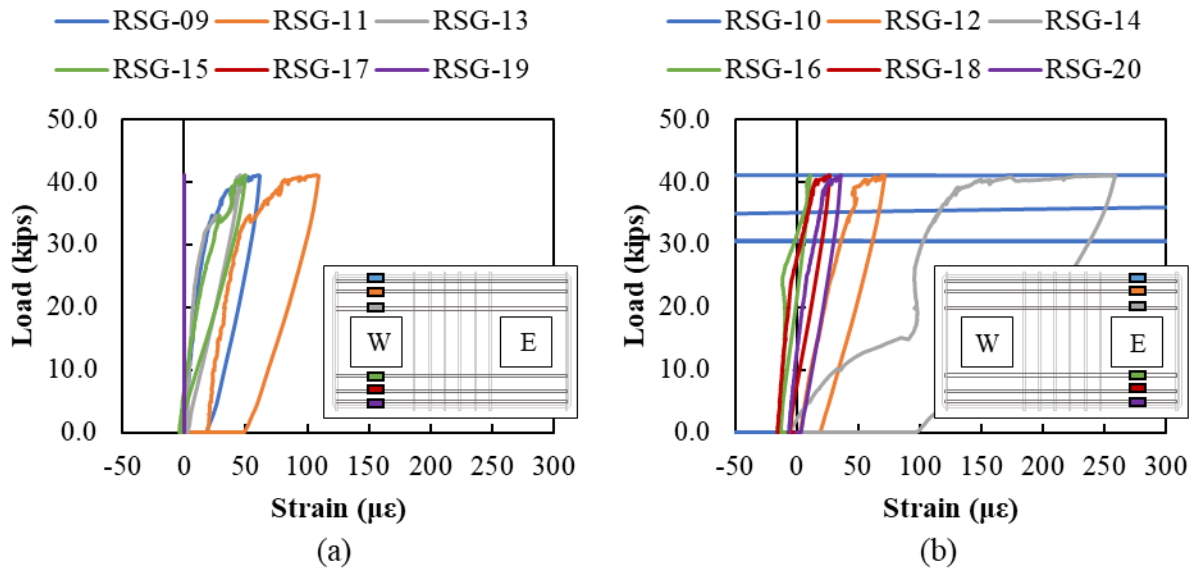 RSG-09 RSG-11 RSG-13
RSG-15 RSG-17 RSG-19
50.0
40.0
30.0
20.0
10.0
0.0
Load (kips)
W E
-50 0 50 100 150 200 250 300
Strain (με)
(a)
RSG-10 RSG-12 RSG-14
RSG-16 RSG-18 RSG-20
50.0
40.0
30.0
20.0
10.0
0.0
Load (kips)
W E
-50 0 50 100 150 200 250 300
Strain (με)
(b)